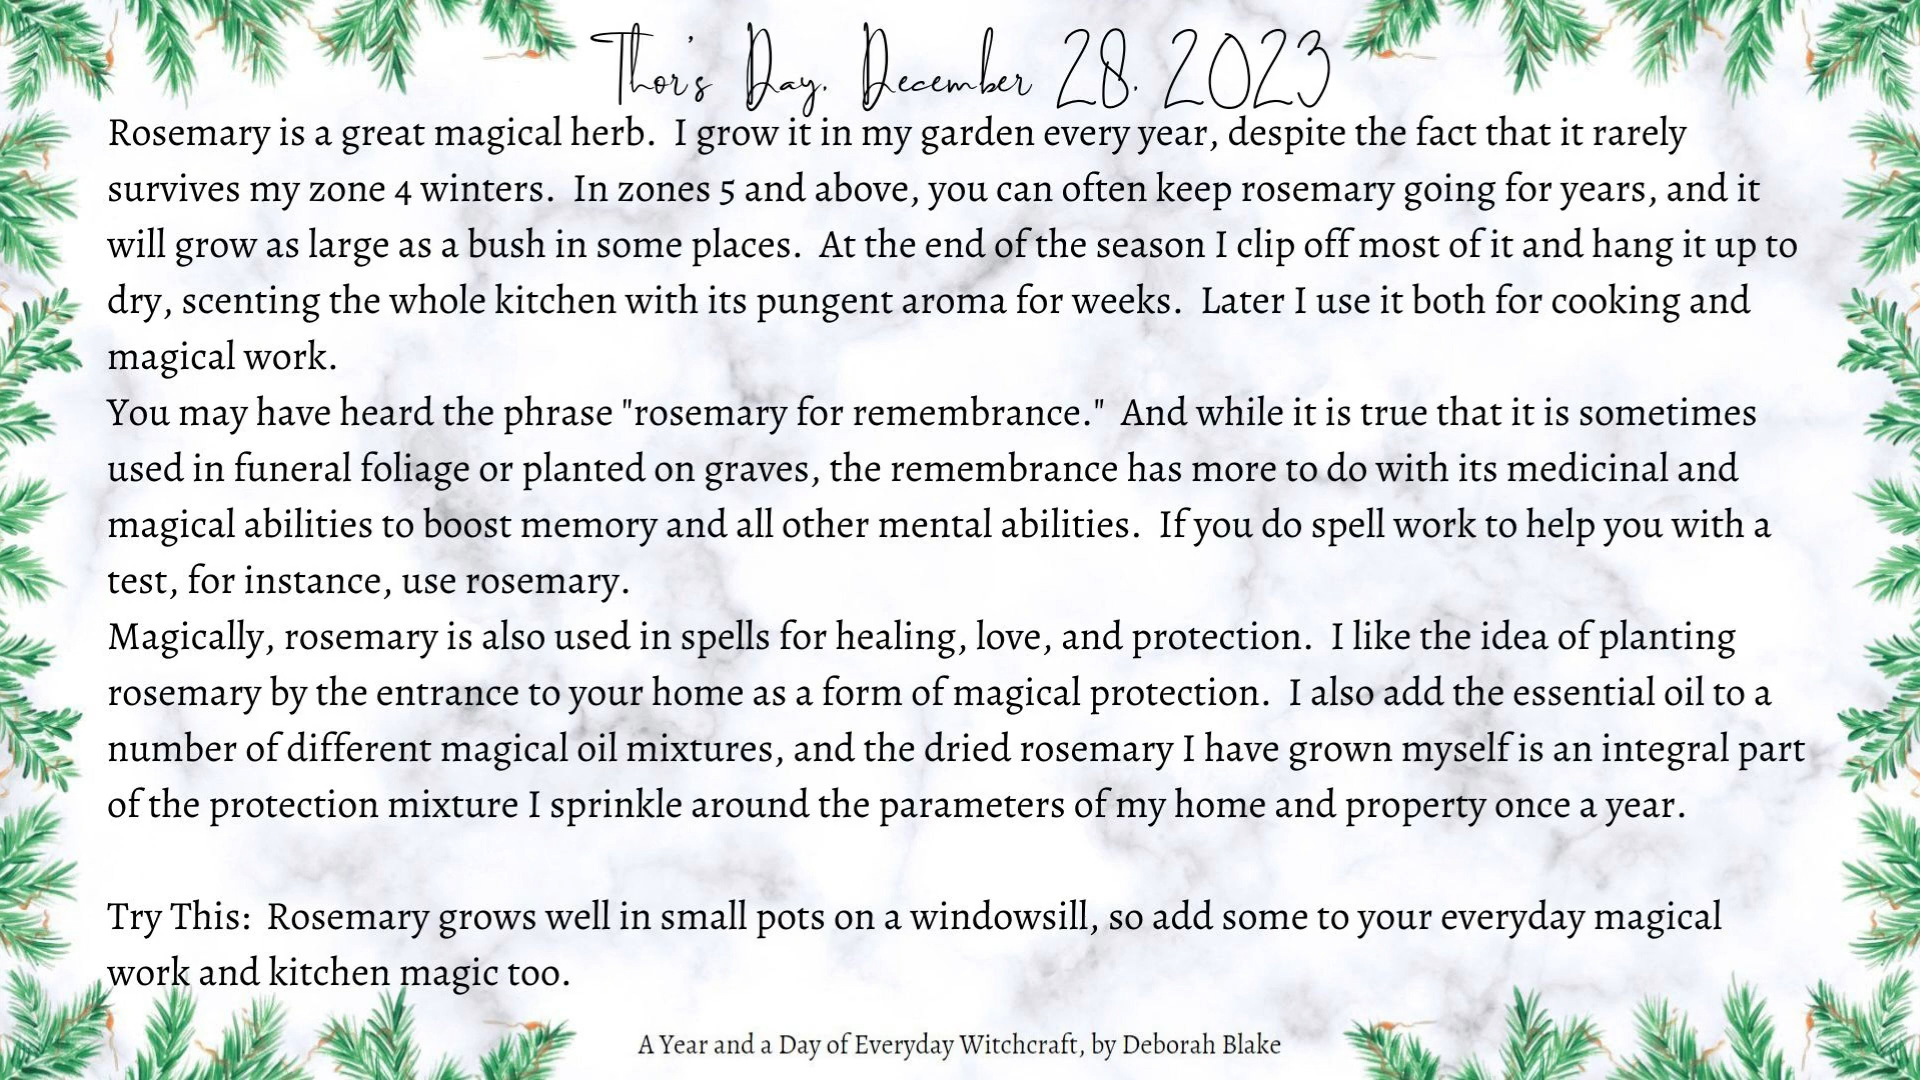 Thor's Day, December 28, 2023
Rosemary is a great magical herb.  I grow it in my garden every year, despite the fact that it rarely
survives my zone 4 winters.  In zones 5 and above, you can often keep rosemary going for years, and it
will grow as large as a bush in some places.  At the end of the season I clip off most of it and hang it up to
dry, scenting the whole kitchen with its pungent aroma for weeks.  Later I use it both for cooking and
magical work.
You may have heard the phrase "rosemary for remembrance."  And while it is true that it is sometimes
used in funeral foliage or planted on graves, the remembrance has more to do with its medicinal and
magical abilities to boost memory and all other mental abilities.  If you do spell work to help you with a
test, for instance, use rosemary.
Magically, rosemary is also used in spells for healing, love, and protection.  I like the idea of planting
rosemary by the entrance to your home as a form of magical protection.  I also add the essential oil to a
number of different magical oil mixtures, and the dried rosemary I have grown myself is an integral part
of the protection mixture I sprinkle around the parameters of my home and property once a year.
Try This:  Rosemary grows well in small pots on a windowsill, so add some to your everyday magical
work and kitchen magic too.
A Year and a Day of Everyday Witchcraft, by Deborah Blake